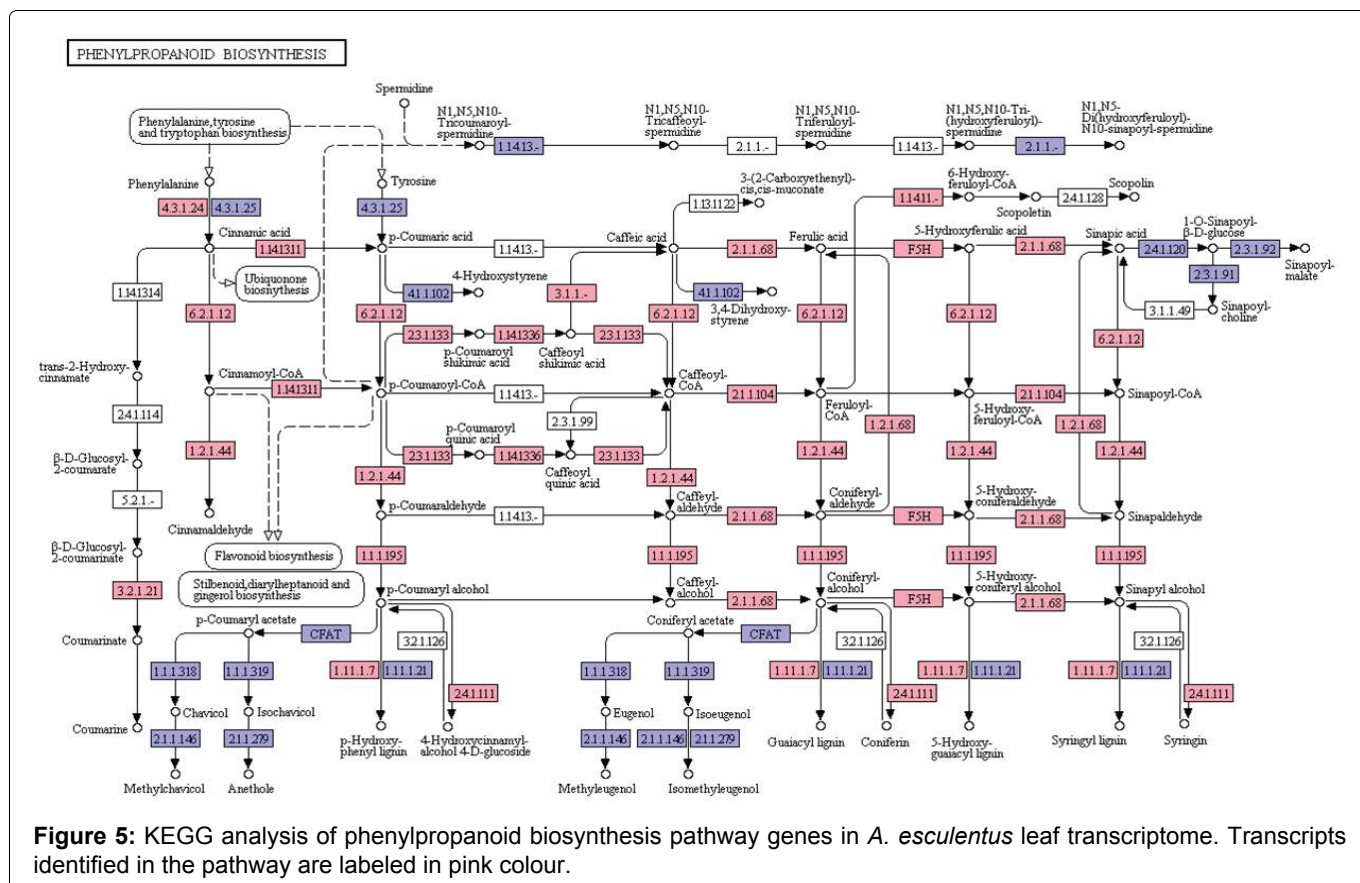 PHENYLPROPANOID BIOSYNTHESIS
Spermidine
Phenylalanine, tyrosine
and tryptophan biosynthesis
N1,N5,N10-
Tricoumaroyl-
spermidine
1.14.13.-
N1,N5,N10-
Tricaffeoyl-
spermidine
2.1.1.-
N1,N5,N10-
Triferuloyl-
spermidine
1.14.13.-
N1,N5,N10-Tri-
(hydroxyferuloyl)-
spermidine
2.1.1.-
N1,N5-
Di(hydroxyferuloyl)-
N10-sinapoyl-spermidine
Phenylalanine
Tyrosine
3-(2-Carboxyethenyl)-
cis,cis-muconate
1.13.11.22
1.14.11.-
6-Hydroxy-
feruloyl-CoA
Scopoletin
2.4.1.128
Scopolin
4.3.1.24
4.3.1.25
4.3.1.25
Cinnamic acid
1.14.13.11
p-Coumaric acid
1.14.13.-
Caffeic acid
2.1.1.68
Ferulic acid
F5H
5-Hydroxyferulic acid
2.1.1.68
Sinapic acid
2.4.1.120
1-O-Sinapoyl-
β-D-glucose
2.3.1.92
Sinapoyl-
malate
2.3.1.91
3.1.1.49
Sinapoyl-
choline
Ubiquonone
biosnythesis
4-Hydroxystyrene
4.1.1.102
3.1.1.-
4.1.1.102
3,4-Dihydroxy-
styrene
1.14.13.14
6.2.1.12
6.2.1.12
6.2.1.12
6.2.1.12
6.2.1.12
6.2.1.12
2.3.1.133
p-Coumaroyl
shikimic acid
1.14.13.36
Caffeoyl
shikimic acid
2.3.1.133
trans-2-Hydroxy-
cinnamate
Cinnamoyl-CoA
1.14.13.11
p-Coumaroyl-CoA
1.14.13.-
Caffeoyl-
CoA
2.1.1.104
Feruloyl-
CoA
5-Hydroxy-
feruloyl-CoA
2.1.1.104
Sinapoyl-CoA
2.4.1.114
2.3.1.99
1.2.1.68
1.2.1.68
p-Coumaroyl
quinic acid
2.3.1.133
1.14.13.36
Caffeoyl
quinic acid
2.3.1.133
1.2.1.44
1.2.1.44
1.2.1.44
1.2.1.44
1.2.1.44
1.2.1.44
β-D-Glucosyl-
2-coumarate
5.2.1.-
Cinnamaldehyde
p-Coumaraldehyde
1.14.13.-
Caffeyl-
aldehyde
2.1.1.68
Coniferyl-
aldehyde
F5H
5-Hydroxy-
coniferaldehyde
2.1.1.68
Sinapaldehyde
β-D-Glucosyl-
2-coumarinate
Flavonoid biosynthesis
Stilbenoid, diarylheptanoid and
gingerol biosynthesis
1.1.1.195
1.1.1.195
1.1.1.195
1.1.1.195
1.1.1.195
3.2.1.21
p-Coumaryl alcohol
Caffeyl-
alcohol
2.1.1.68
Coniferyl-
alcohol
F5H
5-Hydroxy-
coniferyl alcohol
2.1.1.68
Sinapyl alcohol
Coumarinate
p-Coumaryl acetate
CFAT
Coniferyl acetate
CFAT
3.2.1.126
3.2.1.126
3.2.1.126
1.1.1.318
1.1.1.319
1.11.1.7
1.11.1.21
2.4.1.111
1.1.1.318
1.1.1.319
1.11.1.7
1.11.1.21
2.4.1.111
1.11.1.7
1.11.1.21
1.11.1.7
1.11.1.21
2.4.1.111
Coumarine
Chavicol
Isochavicol
Eugenol
Isoeugenol
2.1.1.146
2.1.1.279
2.1.1.146
2.1.1.279
p-Hydroxy-
phenyl lignin
4-Hydroxycinnamyl-
alcohol 4-D-glucoside
Guaiacyl lignin
Coniferin
5-Hydroxy-
guaiacyl lignin
Syringyl lignin
Syringin
Methylchavicol
Anethole
Methyleugenol
Isomethyleugenol
Figure 5: KEGG analysis of phenylpropanoid biosynthesis pathway genes in A. esculentus leaf transcriptome. Transcripts
identified in the pathway are labeled in pink colour.